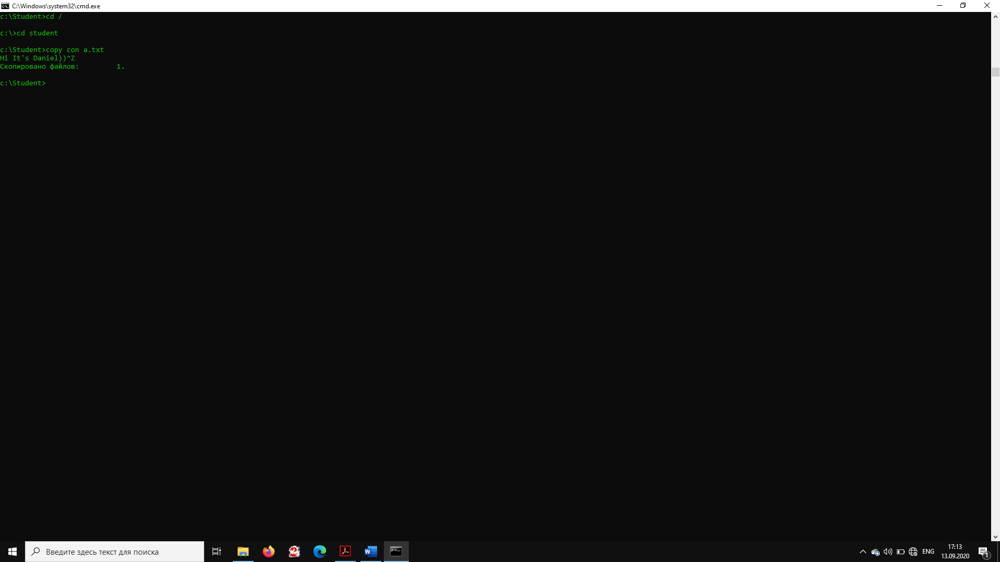 C:\Windows\system32\cmd.exe
c:\Student>cd /
c:\>cd student
c:\Student>copy con a.txt
Hi It's Daniel))^Z
Скопировано файлов:         1.
c:\Student>
Введите здесь текст для поиска
ENG
17:13
13.09.2020
1